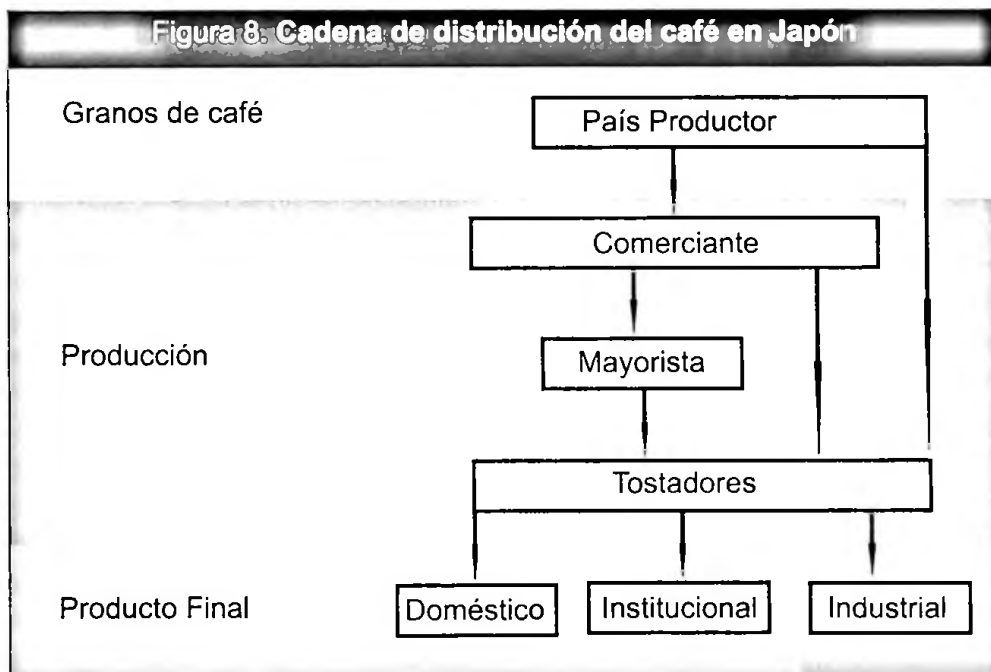 Figura 8. Cadena de distribución del café en Japón
Granos de café
País Productor
Comerciante
Producción
Mayorista
Tostadores
Producto Final
Doméstico
Institucional
Industrial